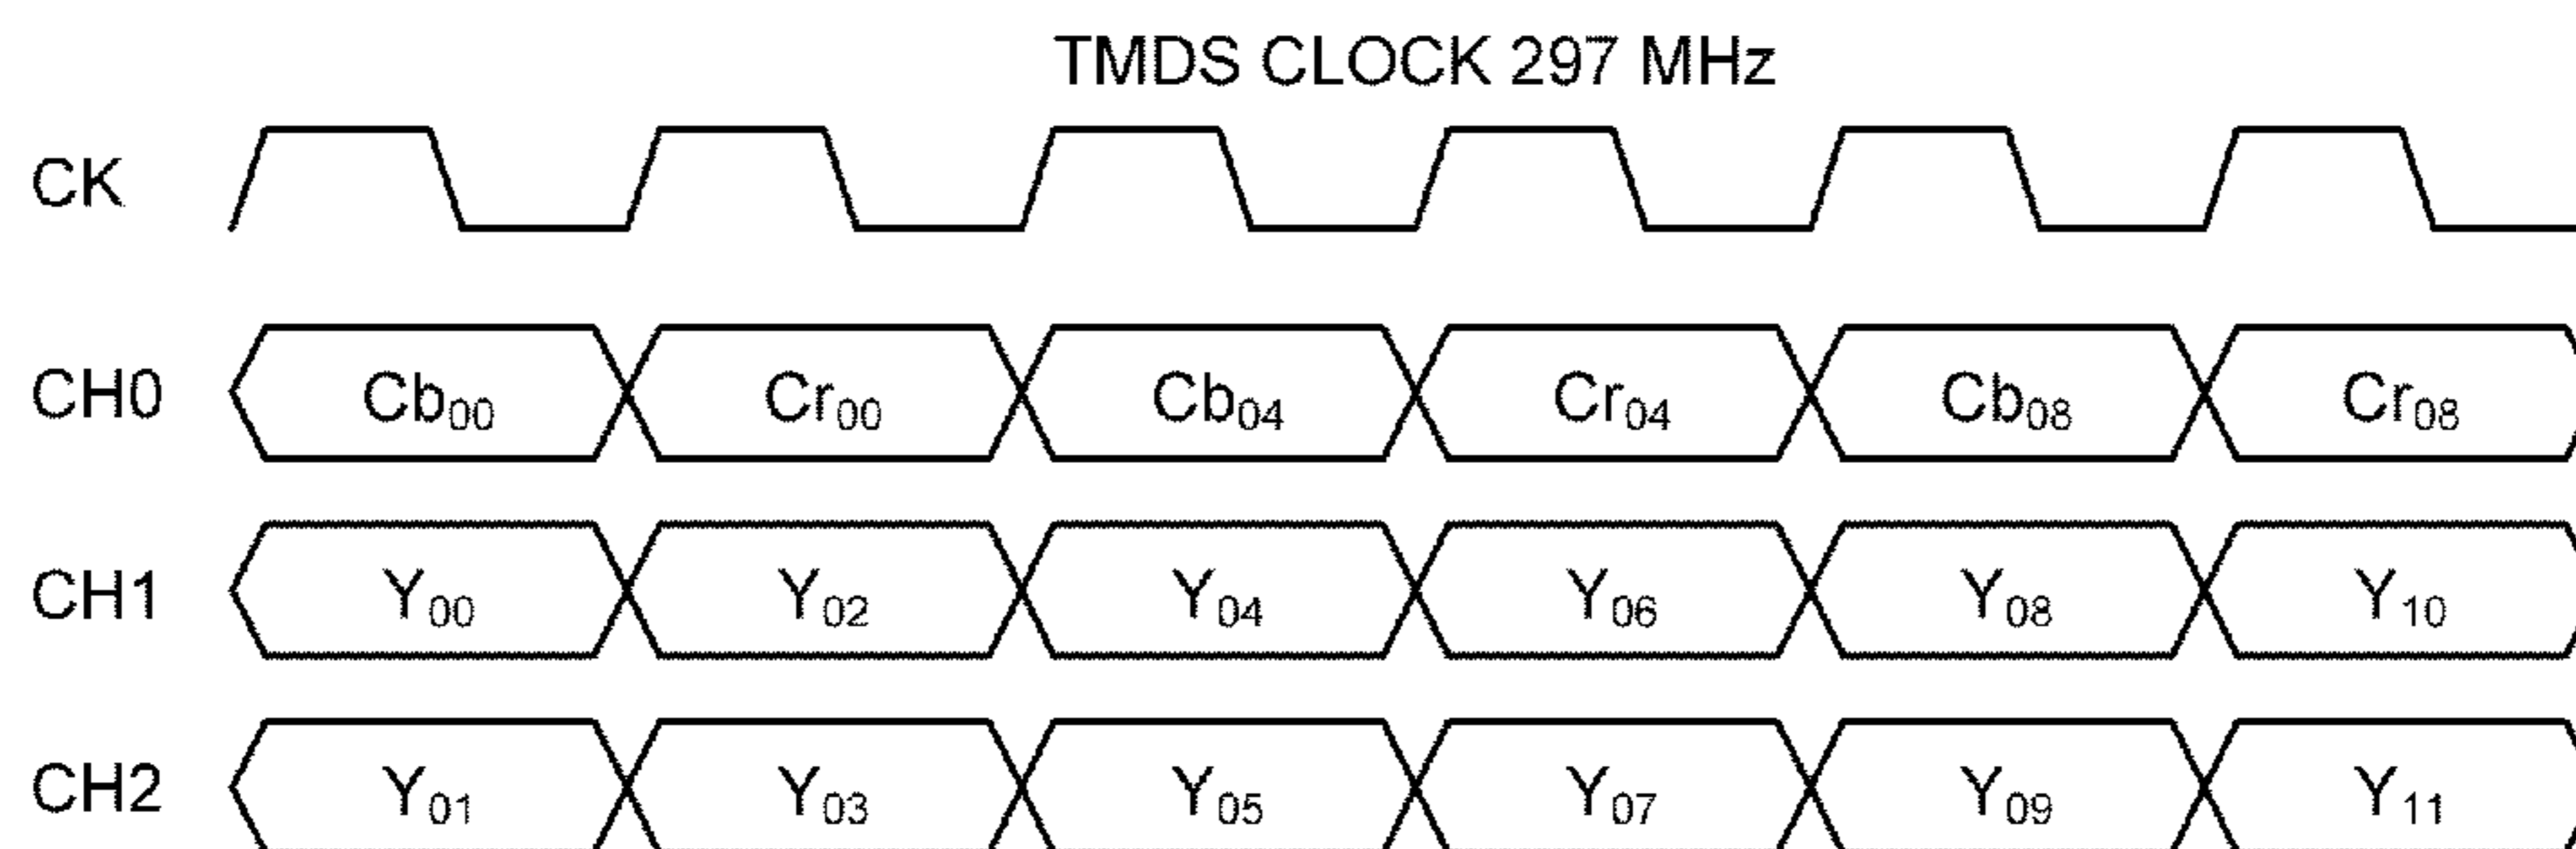 TMDS CLOCK 297 MHz
CK
CH0 Cb00 Cr00 Cb04 Cr04 Cb08 Cr08
CH1 Y00 Y02 Y04 Y06 Y08 Y10
CH2 Y01 Y03 Y05 Y07 Y09 Y11